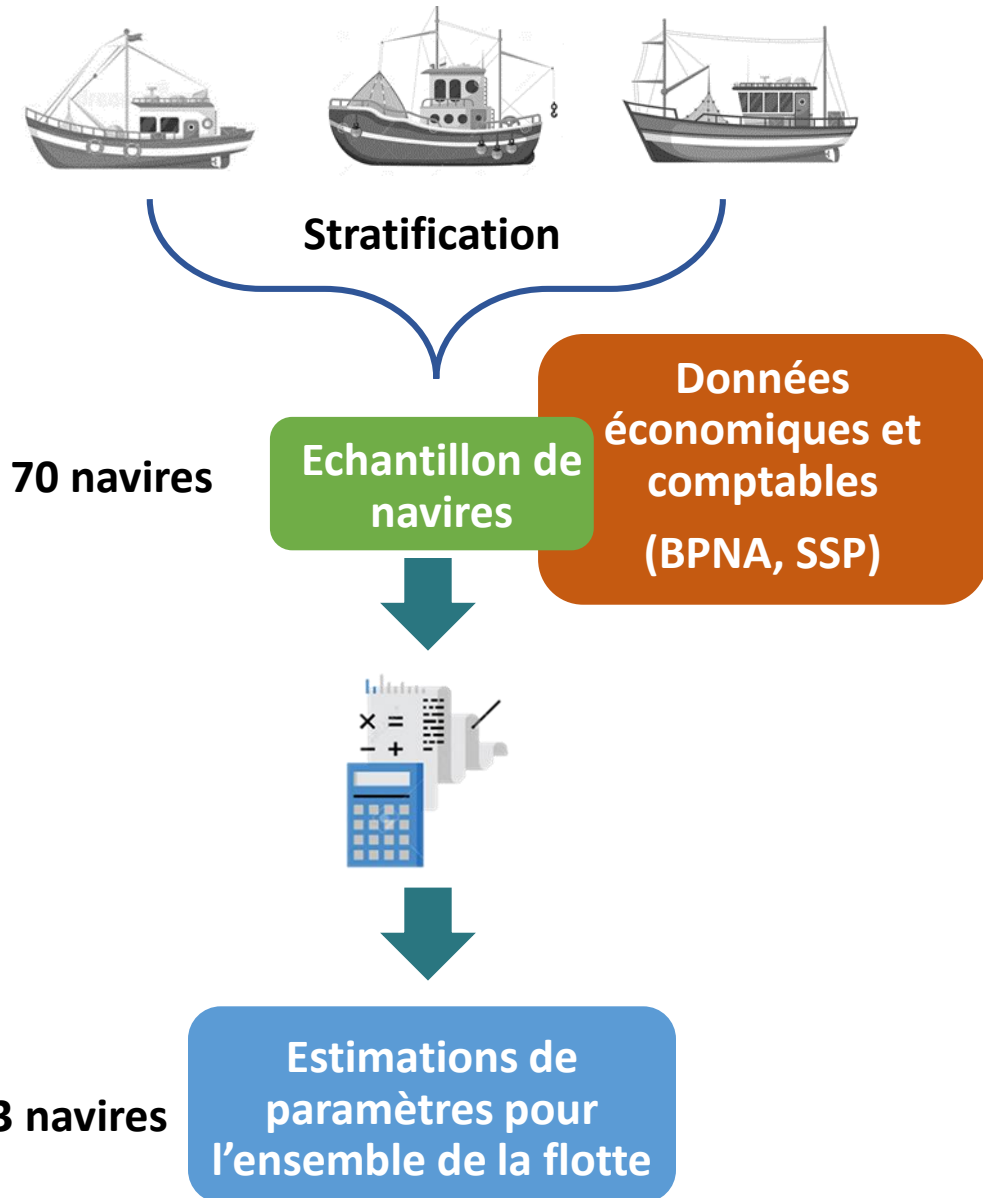 Stratification
Données
économiques et
comptables
(BPNA, SSP)
Echantillon de
navires
70 navires
× =
− +
Estimations de
paramètres pour
l’ensemble de la flotte
navires